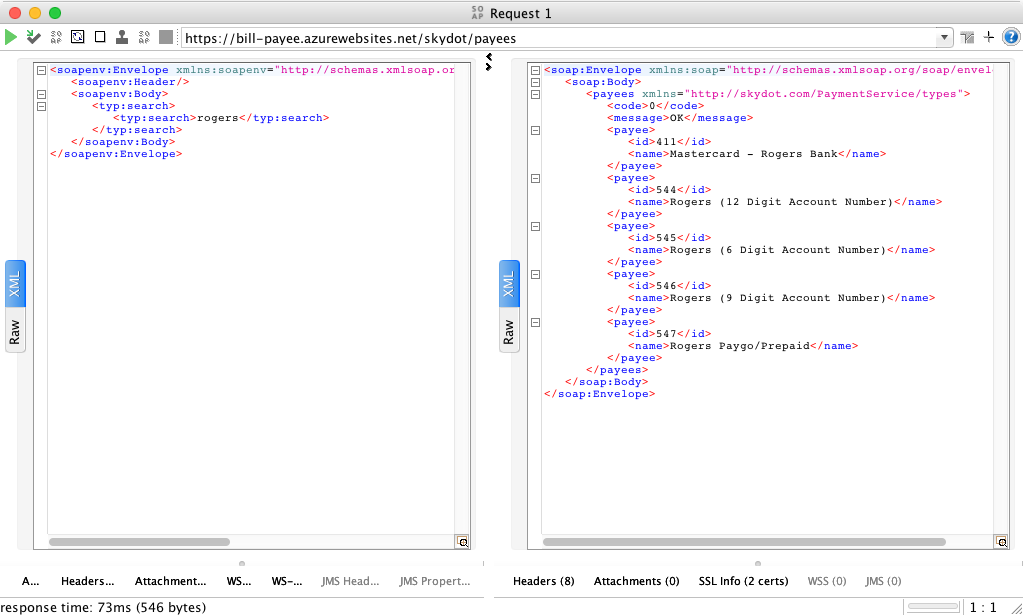 SO
AP Request 1
SO
AP
SO
AP
https://bill-payee.azurewebsites.net/skydot/payees
<soapenv:Envelope xmlns:soapenv="http://schemas.xmlsoap.or
<soapenv:Header/>
<soapenv:Body>
<typ:search>
<typ:search>rogers</typ:search>
</typ:search>
</soapenv:Body>
</soapenv:Envelope>
XML
Raw
<soap:Envelope xmlns:soap="http://schemas.xmlsoap.org/soap/envel
<soap:Body>
<payees xmlns="http://skydot.com/PaymentService/types">
<code>0</code>
<message>OK</message>
<payee>
<id>411</id>
<name>Mastercard - Rogers Bank</name>
</payee>
<payee>
<id>544</id>
<name>Rogers (12 Digit Account Number)</name>
</payee>
<payee>
<id>545</id>
<name>Rogers (6 Digit Account Number)</name>
</payee>
<payee>
<id>546</id>
<name>Rogers (9 Digit Account Number)</name>
</payee>
<payee>
<id>547</id>
<name>Rogers Paygo/Prepaid</name>
</payee>
</payees>
</soap:Body>
</soap:Envelope>
XML
Raw
A... Headers... Attachment... WS... WS-... JMS Head... JMS Propert...
Headers (8) Attachments (0) SSL Info (2 certs) WSS (0) JMS (0)
response time: 73ms (546 bytes)
1 : 1